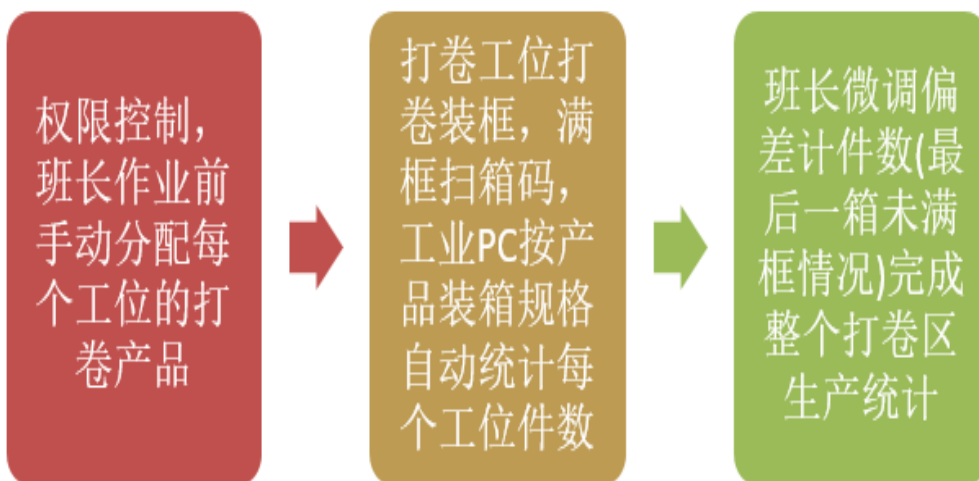 权限控制，
班长作业前
手动分配每
个工位的打
卷产品
打卷工位打
卷装框，满
框扫箱码，
工业PC按产
品装箱规格
自动统计每
个工位件数
班长微调偏
差计件数(最
后一箱未满
框情况)完成
整个打卷区
生产统计